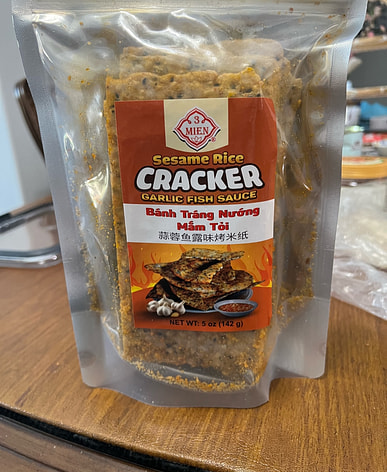 3
MIEN
Sesame Rice
CRACKER
GARLIC FISH SAUCE
Bánh Tráng Nướng
Mắm Tỏi
蒜蓉鱼露味烤米纸
NET WT: 5 oz (142 g)